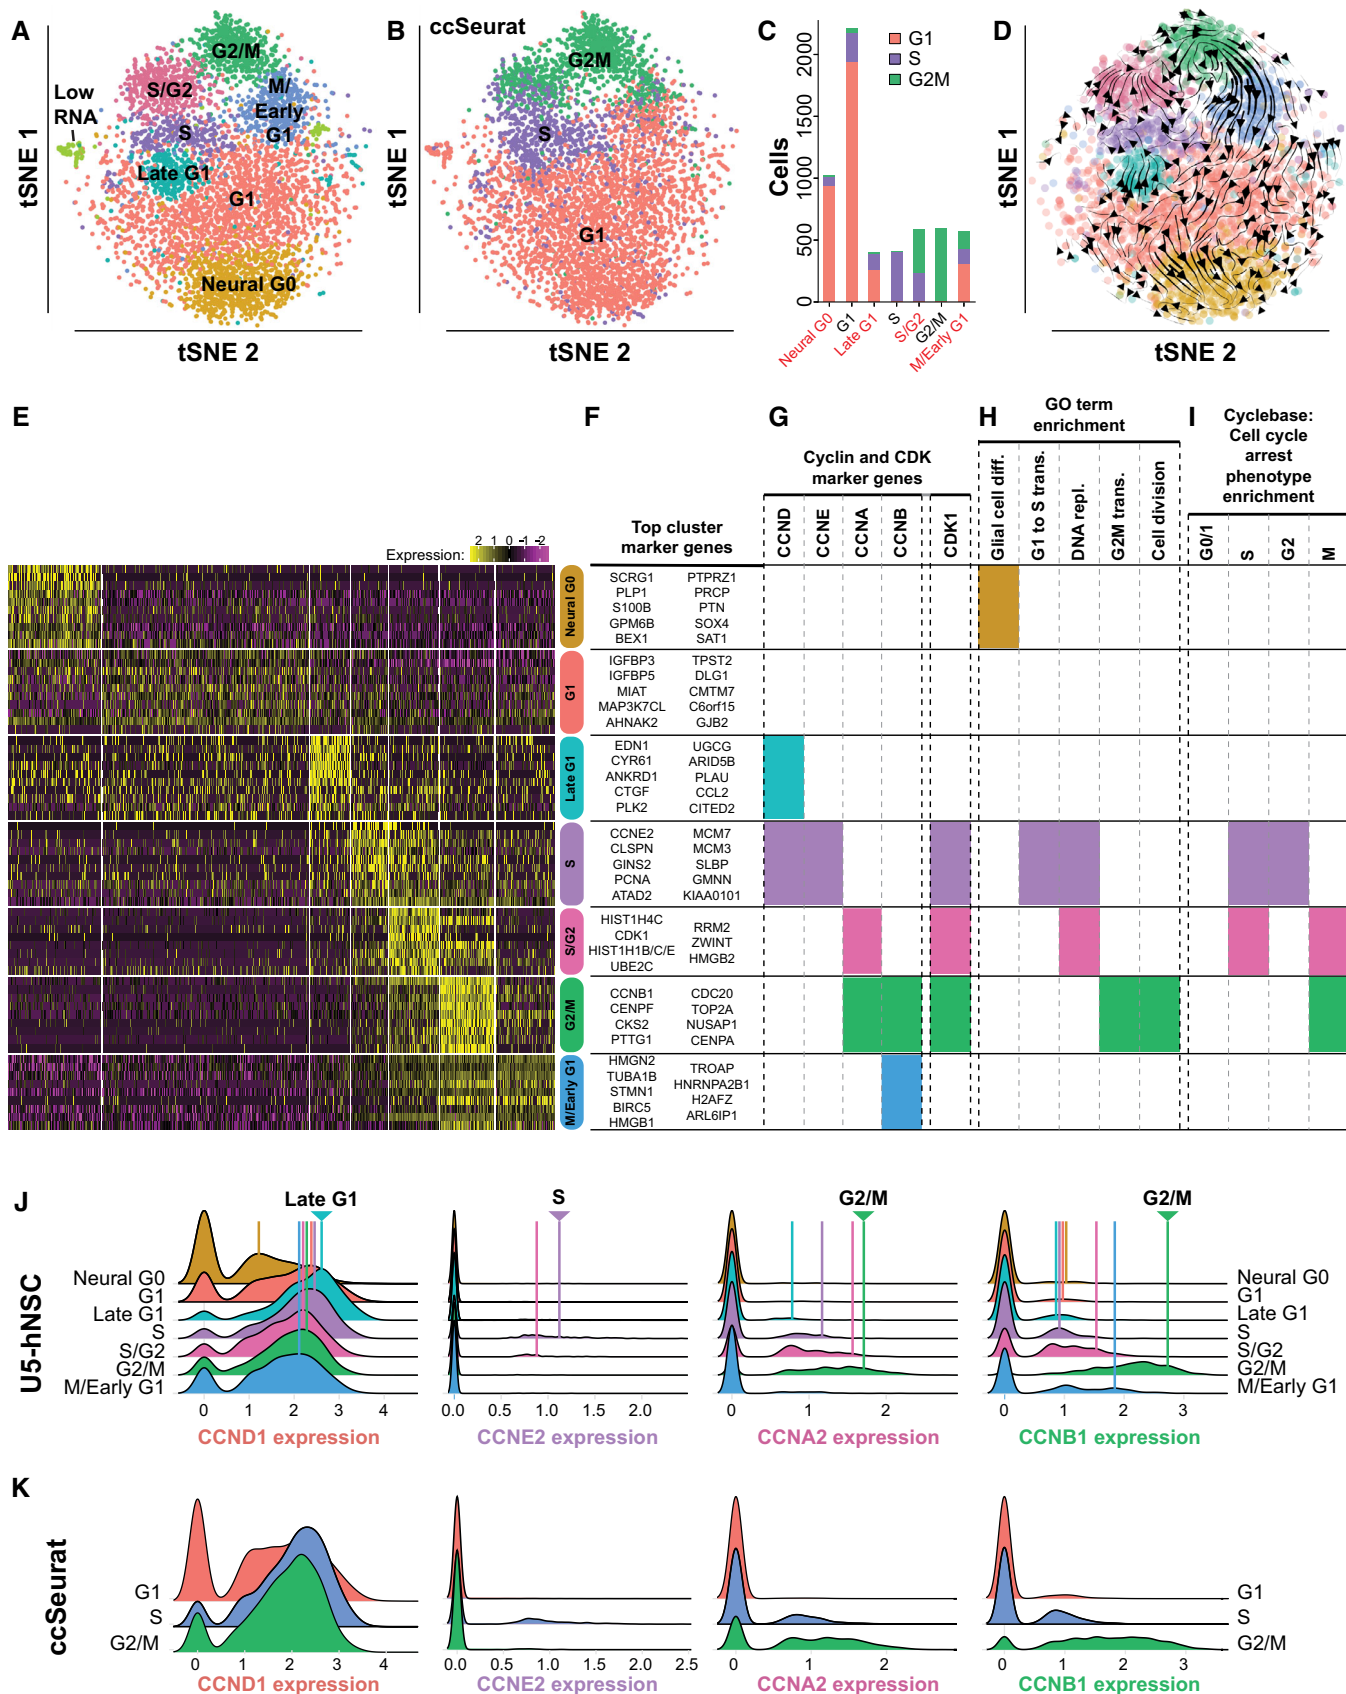 A
G2/M
S/G2
M/
Early
G1
Low
RNA
S
Late G1
G1
Neural G0
tSNE 1
tSNE 2
B
ccSeurat
G2M
S
G1
tSNE 1
tSNE 2
C
G1
S
G2M
Cells
2000
1500
1000
500
0
Neural G0
G1
Late G1
S
S/G2
G2/M
M/Early G1
D
tSNE 1
tSNE 2
E
Expression:
2 1 0 -1 -2
F
Top cluster
marker genes
G
Cyclin and CDK
marker genes
CCND
CCNE
CCNA
CCNB
CDK1
H
GO term
enrichment
Glial cell diff.
G1 to S trans.
DNA repl.
G2M trans.
Cell division
I
Cyclebase:
Cell cycle
arrest
phenotype
enrichment
G0/1
S
G2
M
Neural G0
SCRG1 PTPRZ1
PLP1 PRCP
S100B PTN
GPM6B SOX4
BEX1 SAT1
G1
IGFBP3 TPST2
IGFBP5 DLG1
MIAT CMTM7
MAP3K7CL C6orf15
AHNAK2 GJB2
Late G1
EDN1 UGCG
CYR61 ARID5B
ANKRD1 PLAU
CTGF CCL2
PLK2 CITED2
S
CCNE2 MCM7
CLSPN MCM3
GINS2 SLBP
PCNA GMNN
ATAD2 KIAA0101
S/G2
HIST1H4C
CDK1
HIST1H1B/C/E
UBE2C
RRM2
ZWINT
HMGB2
G2/M
CCNB1 CDC20
CENPF TOP2A
CKS2 NUSAP1
PTTG1 CENPA
M/Early G1
HMGN2
TUBA1B
STMN1
BIRC5
HMGB1
TROAP
HNRNPA2B1
H2AFZ
ARL6IP1
J
U5-hNSC
Late G1
S
G2/M
G2/M
Neural G0
G1
Late G1
S
S/G2
G2/M
M/Early G1
Neural G0
G1
Late G1
S
S/G2
G2/M
M/Early G1
0 1 2 3 4
CCND1 expression
0.0 0.5 1.0 1.5 2.0
CCNE2 expression
0 1 2
CCNA2 expression
0 1 2 3
CCNB1 expression
K
ccSeurat
G1
S
G2/M
G1
S
G2/M
0 1 2 3 4
CCND1 expression
0.0 0.5 1.0 1.5 2.0 2.5
CCNE2 expression
0 1 2
CCNA2 expression
0 1 2 3
CCNB1 expression